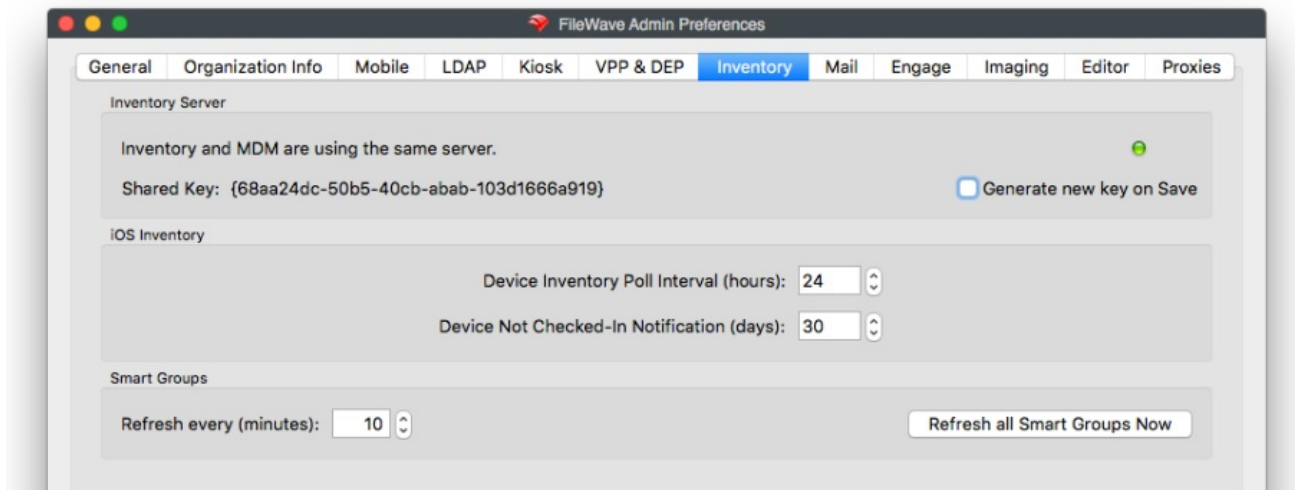 FileWave Admin Preferences
General Organization Info Mobile LDAP Kiosk VPP & DEP Inventory Mail Engage Imaging Editor Proxies
Inventory Server
Inventory and MDM are using the same server.
Shared Key: {68aa24dc-50b5-40cb-abab-103d1666a919} Generate new key on Save
iOS Inventory
Device Inventory Poll Interval (hours): 24
Device Not Checked-In Notification (days): 30
Smart Groups
Refresh every (minutes): 10 Refresh all Smart Groups Now